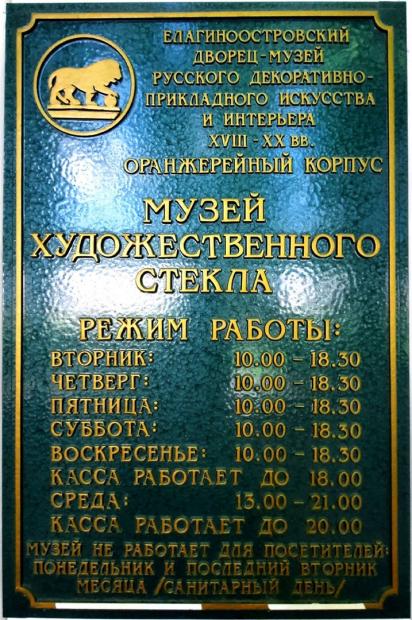 ЕЛАГИНООСТРОВСКИЙ
ДВОРЕЦ-МУЗЕЙ
РУССКОГО ДЕКОРАТИВНО-
ПРИКЛАДНОГО ИСКУССТВА
И ИНТЕРЬЕРА
XVIII - XX ВВ.
ОРАНЖЕРЕЙНЫЙ КОРПУС
МУЗЕЙ
ХУДОЖЕСТВЕННОГО
СТЕКЛА
РЕЖИМ РАБОТЫ:
ВТОРНИК: 10.00 - 18.30
ЧЕТВЕРГ: 10.00 - 18.30
ПЯТНИЦА: 10.00 - 18.30
СУББОТА: 10.00 - 18.30
ВОСКРЕСЕНЬЕ: 10.00 - 18.30
КАССА РАБОТАЕТ ДО 18.00
СРЕДА: 13.00 - 21.00
КАССА РАБОТАЕТ ДО 20.00
МУЗЕЙ НЕ РАБОТАЕТ ДЛЯ ПОСЕТИТЕЛЕЙ:
ПОНЕДЕЛЬНИК И ПОСЛЕДНИЙ ВТОРНИК
МЕСЯЦА /САНИТАРНЫЙ ДЕНЬ/